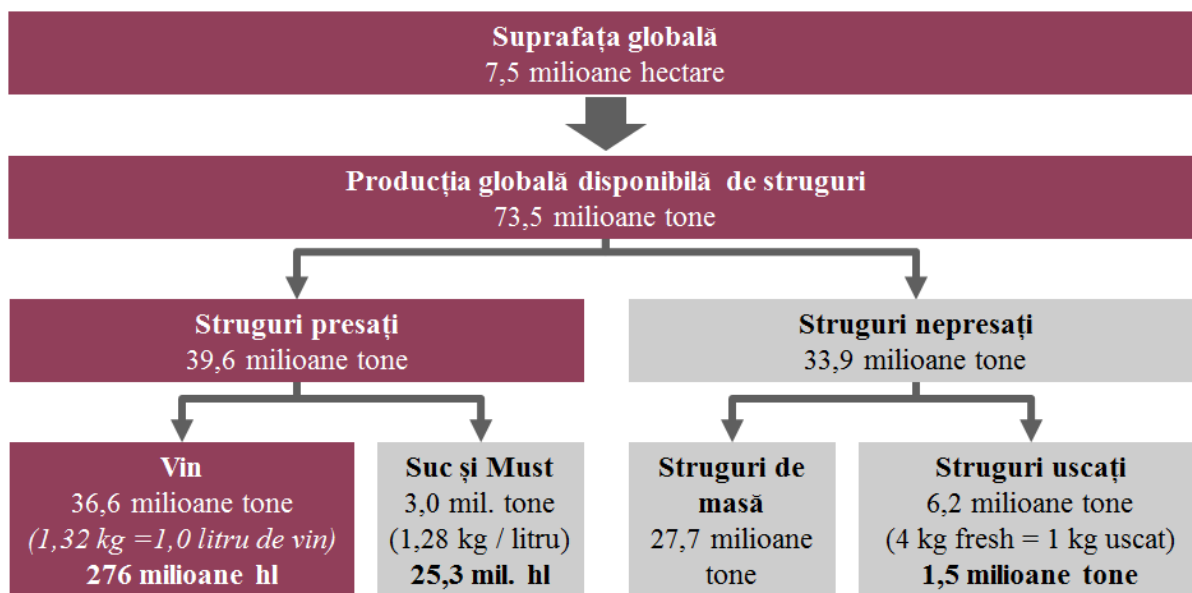 Suprafața globală
7,5 milioane hectare
Producția globală disponibilă de struguri
73,5 milioane tone
Struguri presați
39,6 milioane tone
Struguri nepresați
33,9 milioane tone
Vin
36,6 milioane tone
(1,32 kg =1,0 litru de vin)
276 milioane hl
Suc și Must
3,0 mil. tone
(1,28 kg / litru)
25,3 mil. hl
Struguri de
masă
27,7 milioane
tone
Struguri uscați
6,2 milioane tone
(4 kg fresh = 1 kg uscat)
1,5 milioane tone